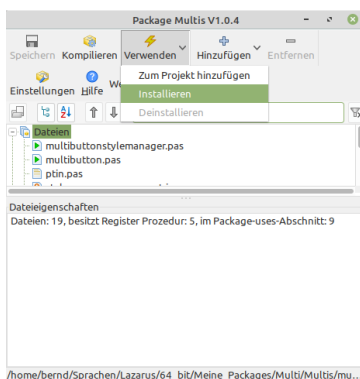 Package Multis V1.0.4
Speichern Kompilieren Verwenden Hinzufügen Entfernen
Einstellungen Hilfe We
Zum Projekt hinzufügen
Installieren
Deinstallieren
Dateien
multibuttonstylemanager.pas
multibutton.pas
ptin.pas
Dateieigenschaften
Dateien: 19, besitzt Register Prozedur: 5, im Package-uses-Abschnitt: 9
/home/bernd/Sprachen/Lazarus/64_bit/Meine_Packages/Multi/Multis/mu...